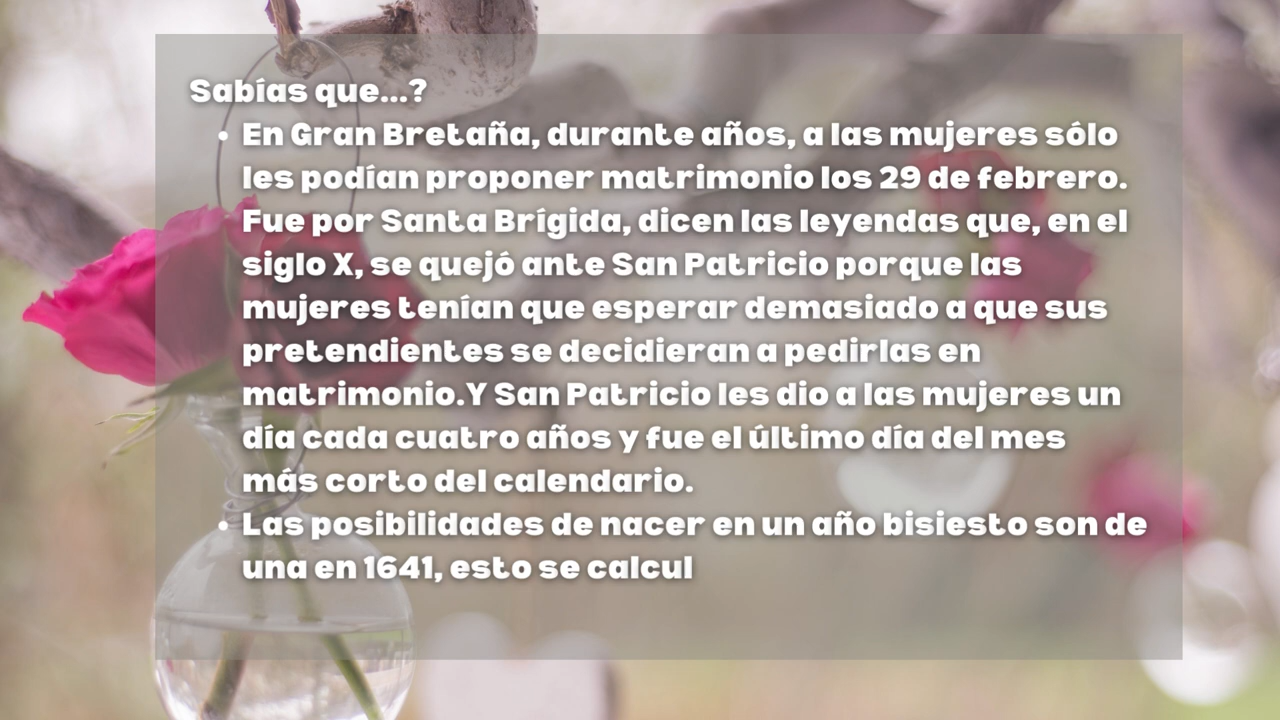 Sabías que...?
• En Gran Bretaña, durante años, a las mujeres sólo
les podían proponer matrimonio los 29 de febrero.
Fue por Santa Brígida, dicen las leyendas que, en el
siglo X, se quejó ante San Patricio porque las
mujeres tenían que esperar demasiado a que sus
pretendientes se decidieran a pedirlas en
matrimonio.Y San Patricio les dio a las mujeres un
día cada cuatro años y fue el último día del mes
más corto del calendario.
• Las posibilidades de nacer en un año bisiesto son de
una en 1641, esto se calcul